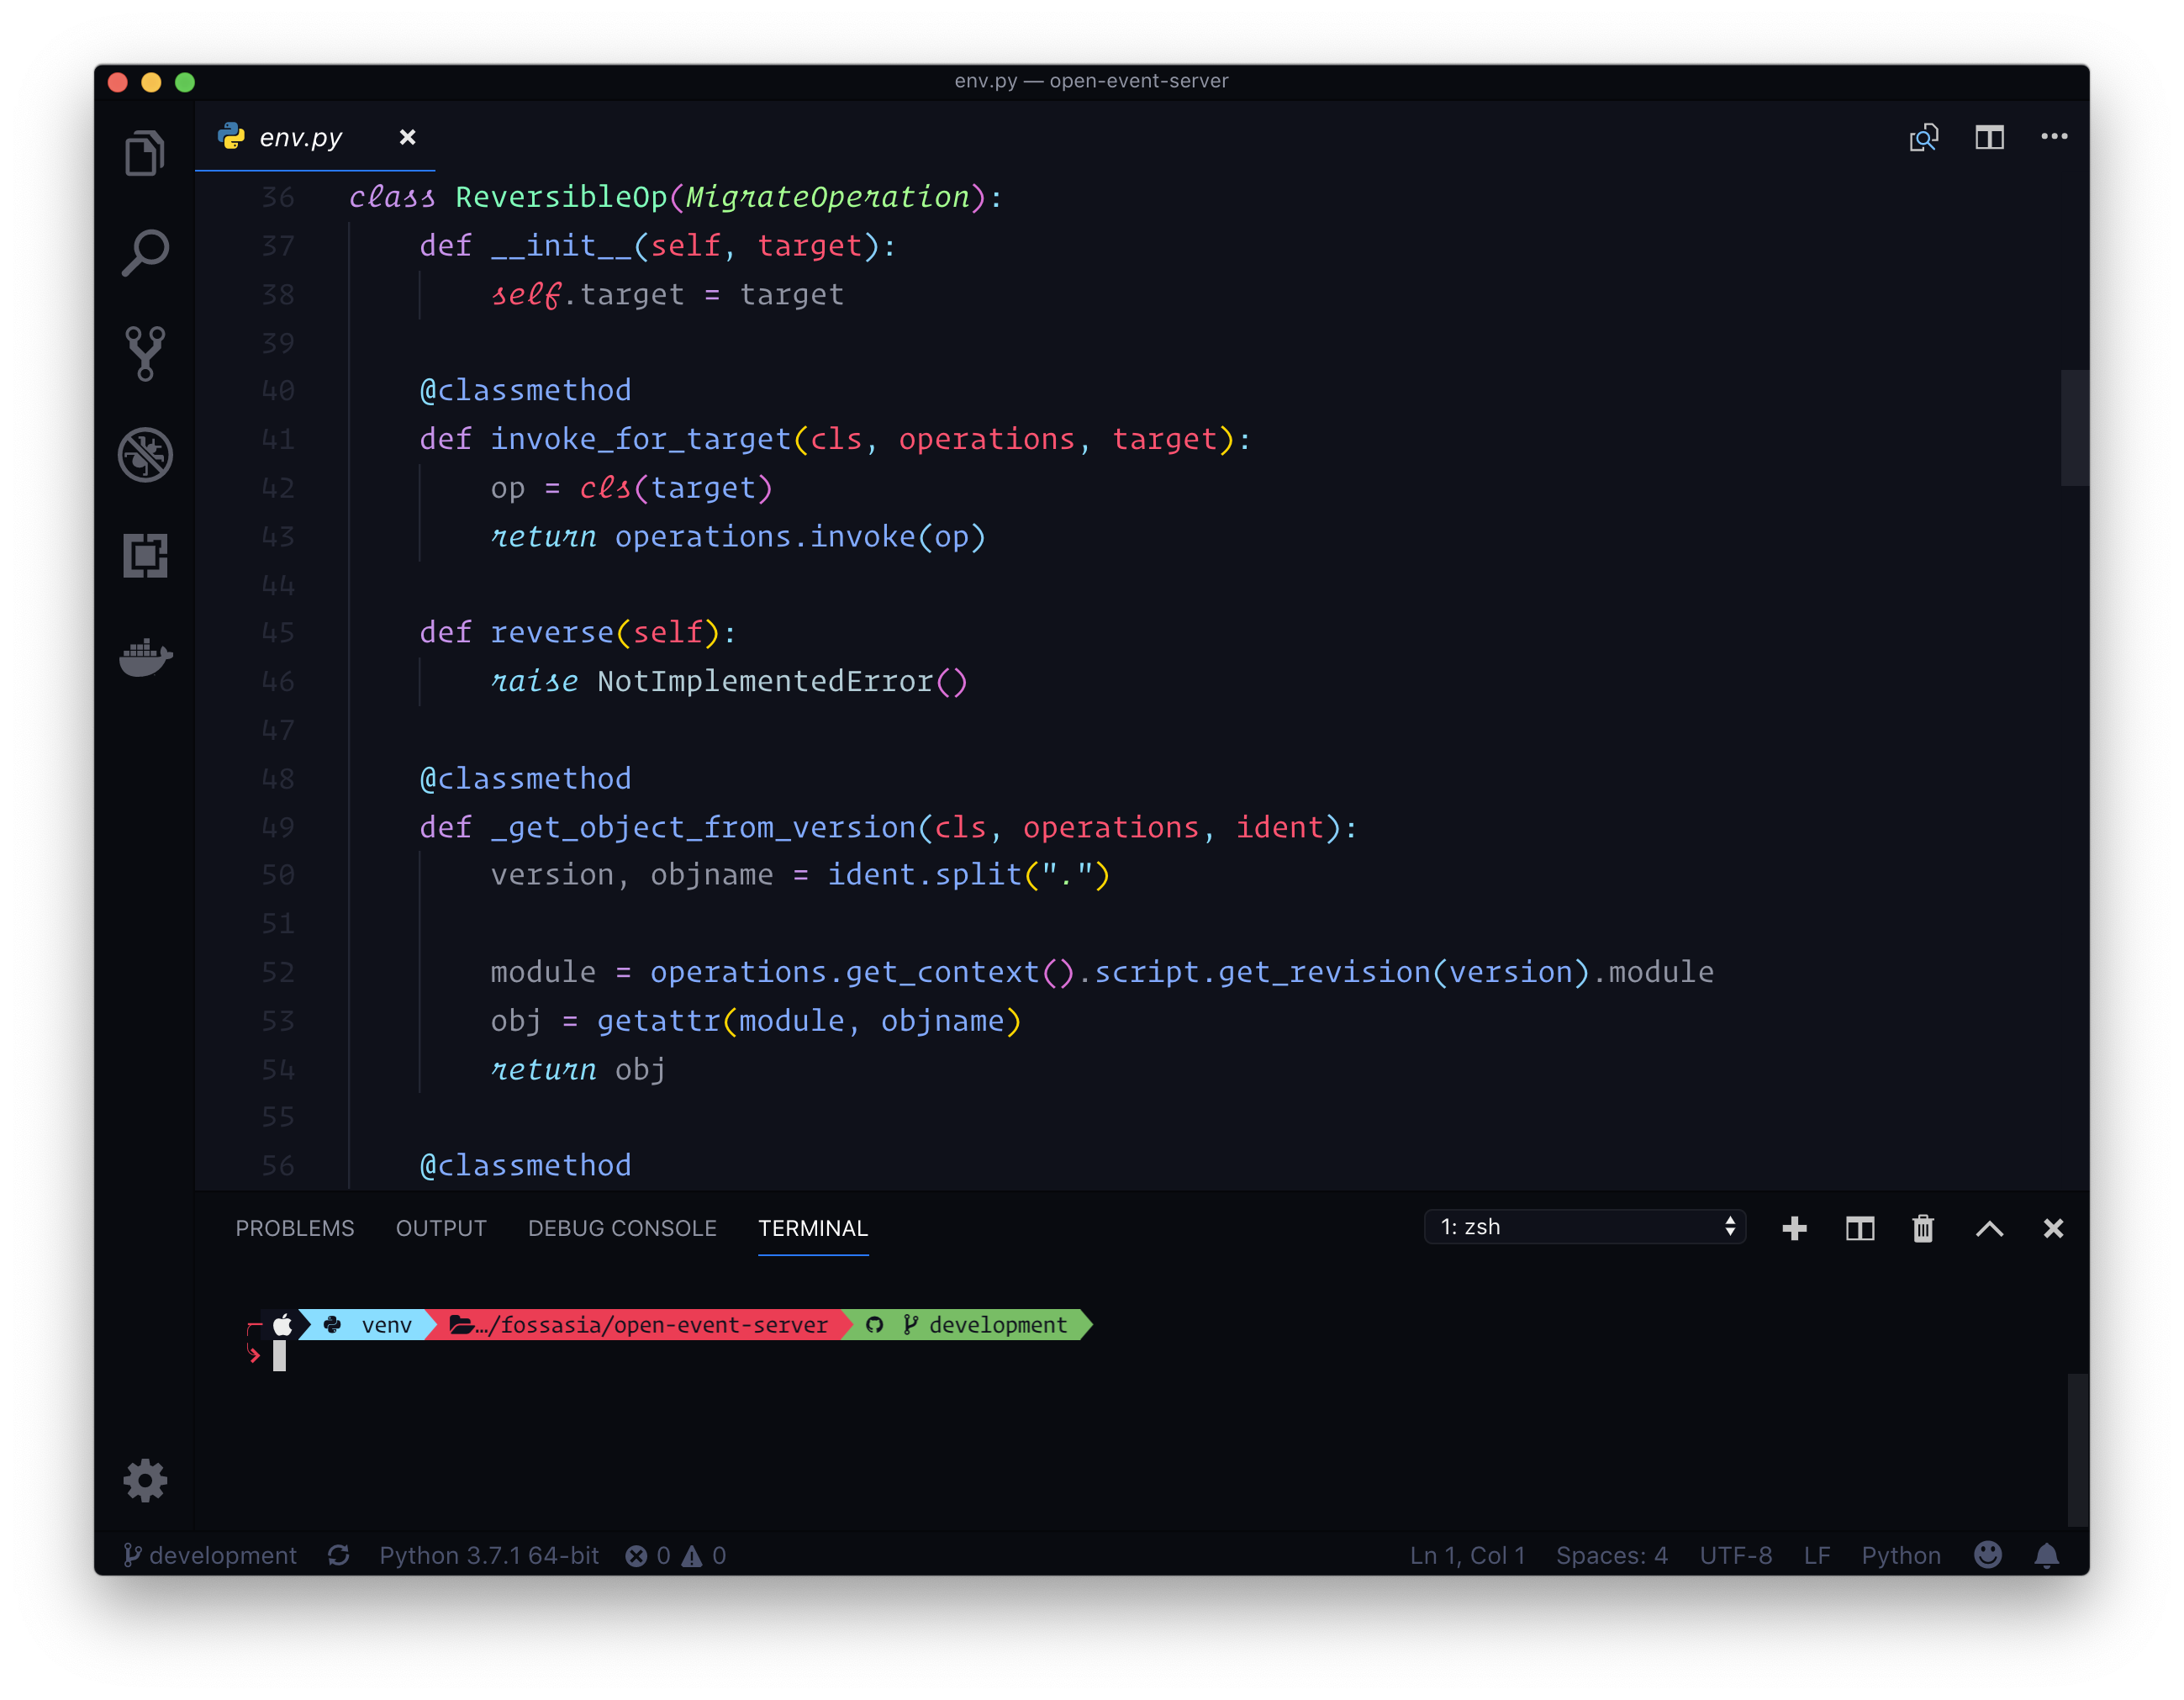 env.py — open-event-server
env.py
36 class ReversibleOp(MigrateOperation):
37 def __init__(self, target):
38 self.target = target
39
40 @classmethod
41 def invoke_for_target(cls, operations, target):
42 op = cls(target)
43 return operations.invoke(op)
44
45 def reverse(self):
46 raise NotImplementedError()
47
48 @classmethod
49 def _get_object_from_version(cls, operations, ident):
50 version, objname = ident.split(".")
51
52 module = operations.get_context().script.get_revision(version).module
53 obj = getattr(module, objname)
54 return obj
55
56 @classmethod
PROBLEMS OUTPUT DEBUG CONSOLE TERMINAL 1: zsh
venv …/fossasia/open-event-server development
development Python 3.7.1 64-bit 0 0 Ln 1, Col 1 Spaces: 4 UTF-8 LF Python